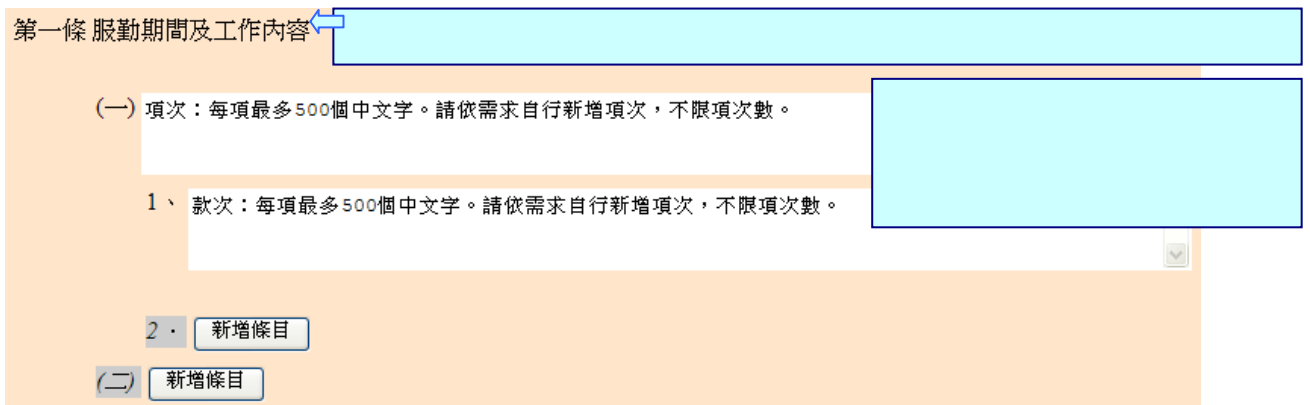 第一條 服勤期間及工作內容
(一) 項次：每項最多500個中文字。請依需求自行新增項次，不限項次數。
1、 款次：每項最多500個中文字。請依需求自行新增項次，不限項次數。
2． 新增條目
(二) 新增條目